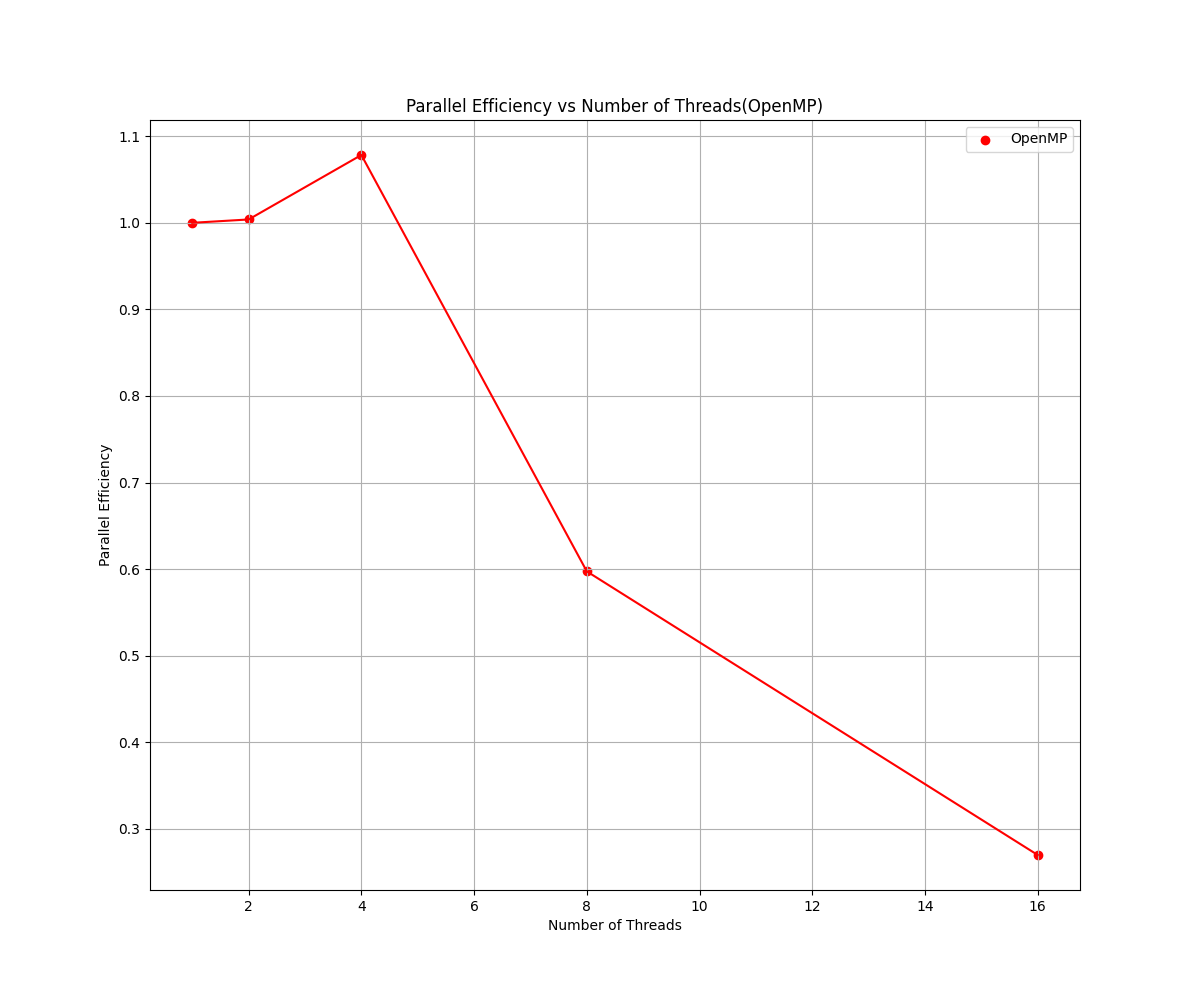 Parallel Efficiency vs Number of Threads(OpenMP)
OpenMP
1.1
1.0
0.9
0.8
0.7
0.6
0.5
0.4
0.3
Parallel Efficiency
2 4 6 8 10 12 14 16
Number of Threads